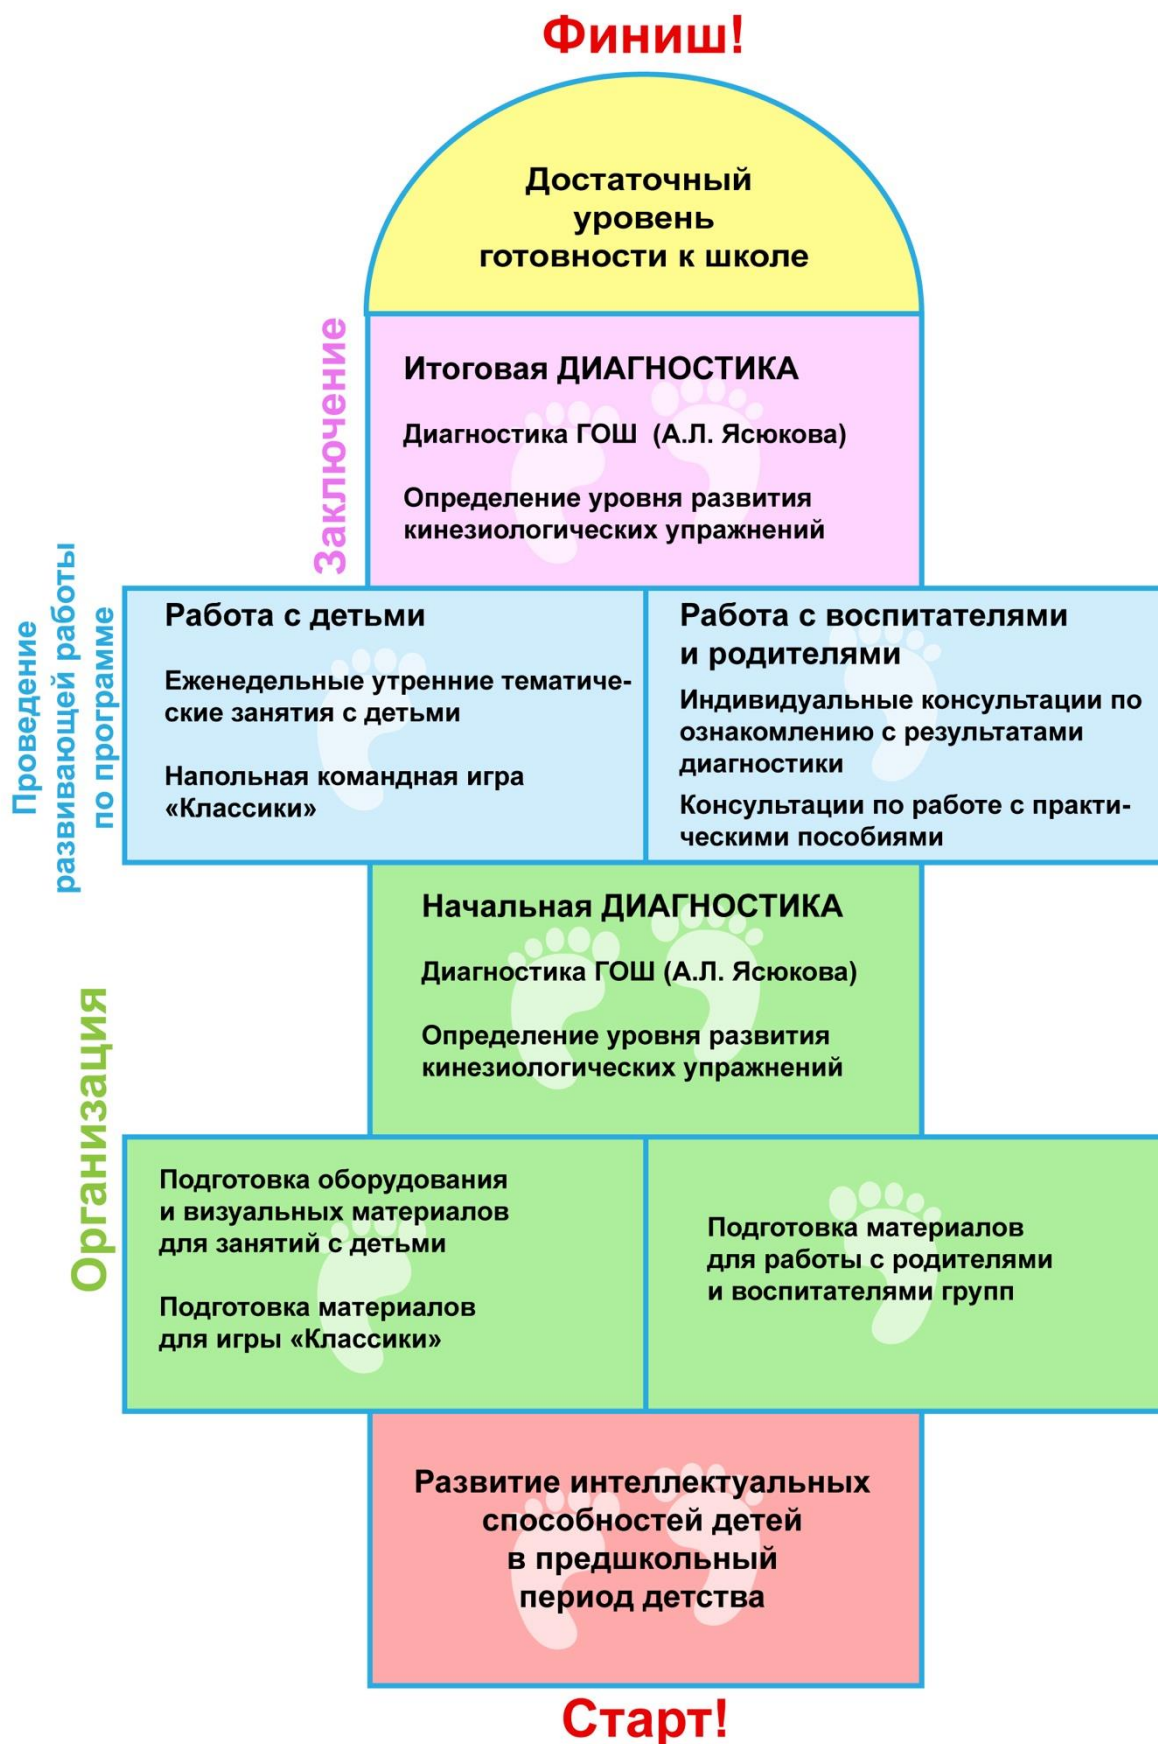 Финиш!
Достаточный
уровень
готовности к школе
Заключение
Итоговая ДИАГНОСТИКА
Диагностика ГОШ (А.Л. Ясюкова)
Определение уровня развития
кинезиологических упражнений
Проведение
развивающей работы
по программе
Работа с детьми
Еженедельные утренние тематиче-
ские занятия с детьми
Напольная командная игра
«Классики»
Работа с воспитателями
и родителями
Индивидуальные консультации по
ознакомлению с результатами
диагностики
Консультации по работе с практи-
ческими пособиями
Организация
Начальная ДИАГНОСТИКА
Диагностика ГОШ (А.Л. Ясюкова)
Определение уровня развития
кинезиологических упражнений
Подготовка оборудования
и визуальных материалов
для занятий с детьми
Подготовка материалов
для игры «Классики»
Подготовка материалов
для работы с родителями
и воспитателями групп
Развитие интеллектуальных
способностей детей
в предшкольный
период детства
Старт!